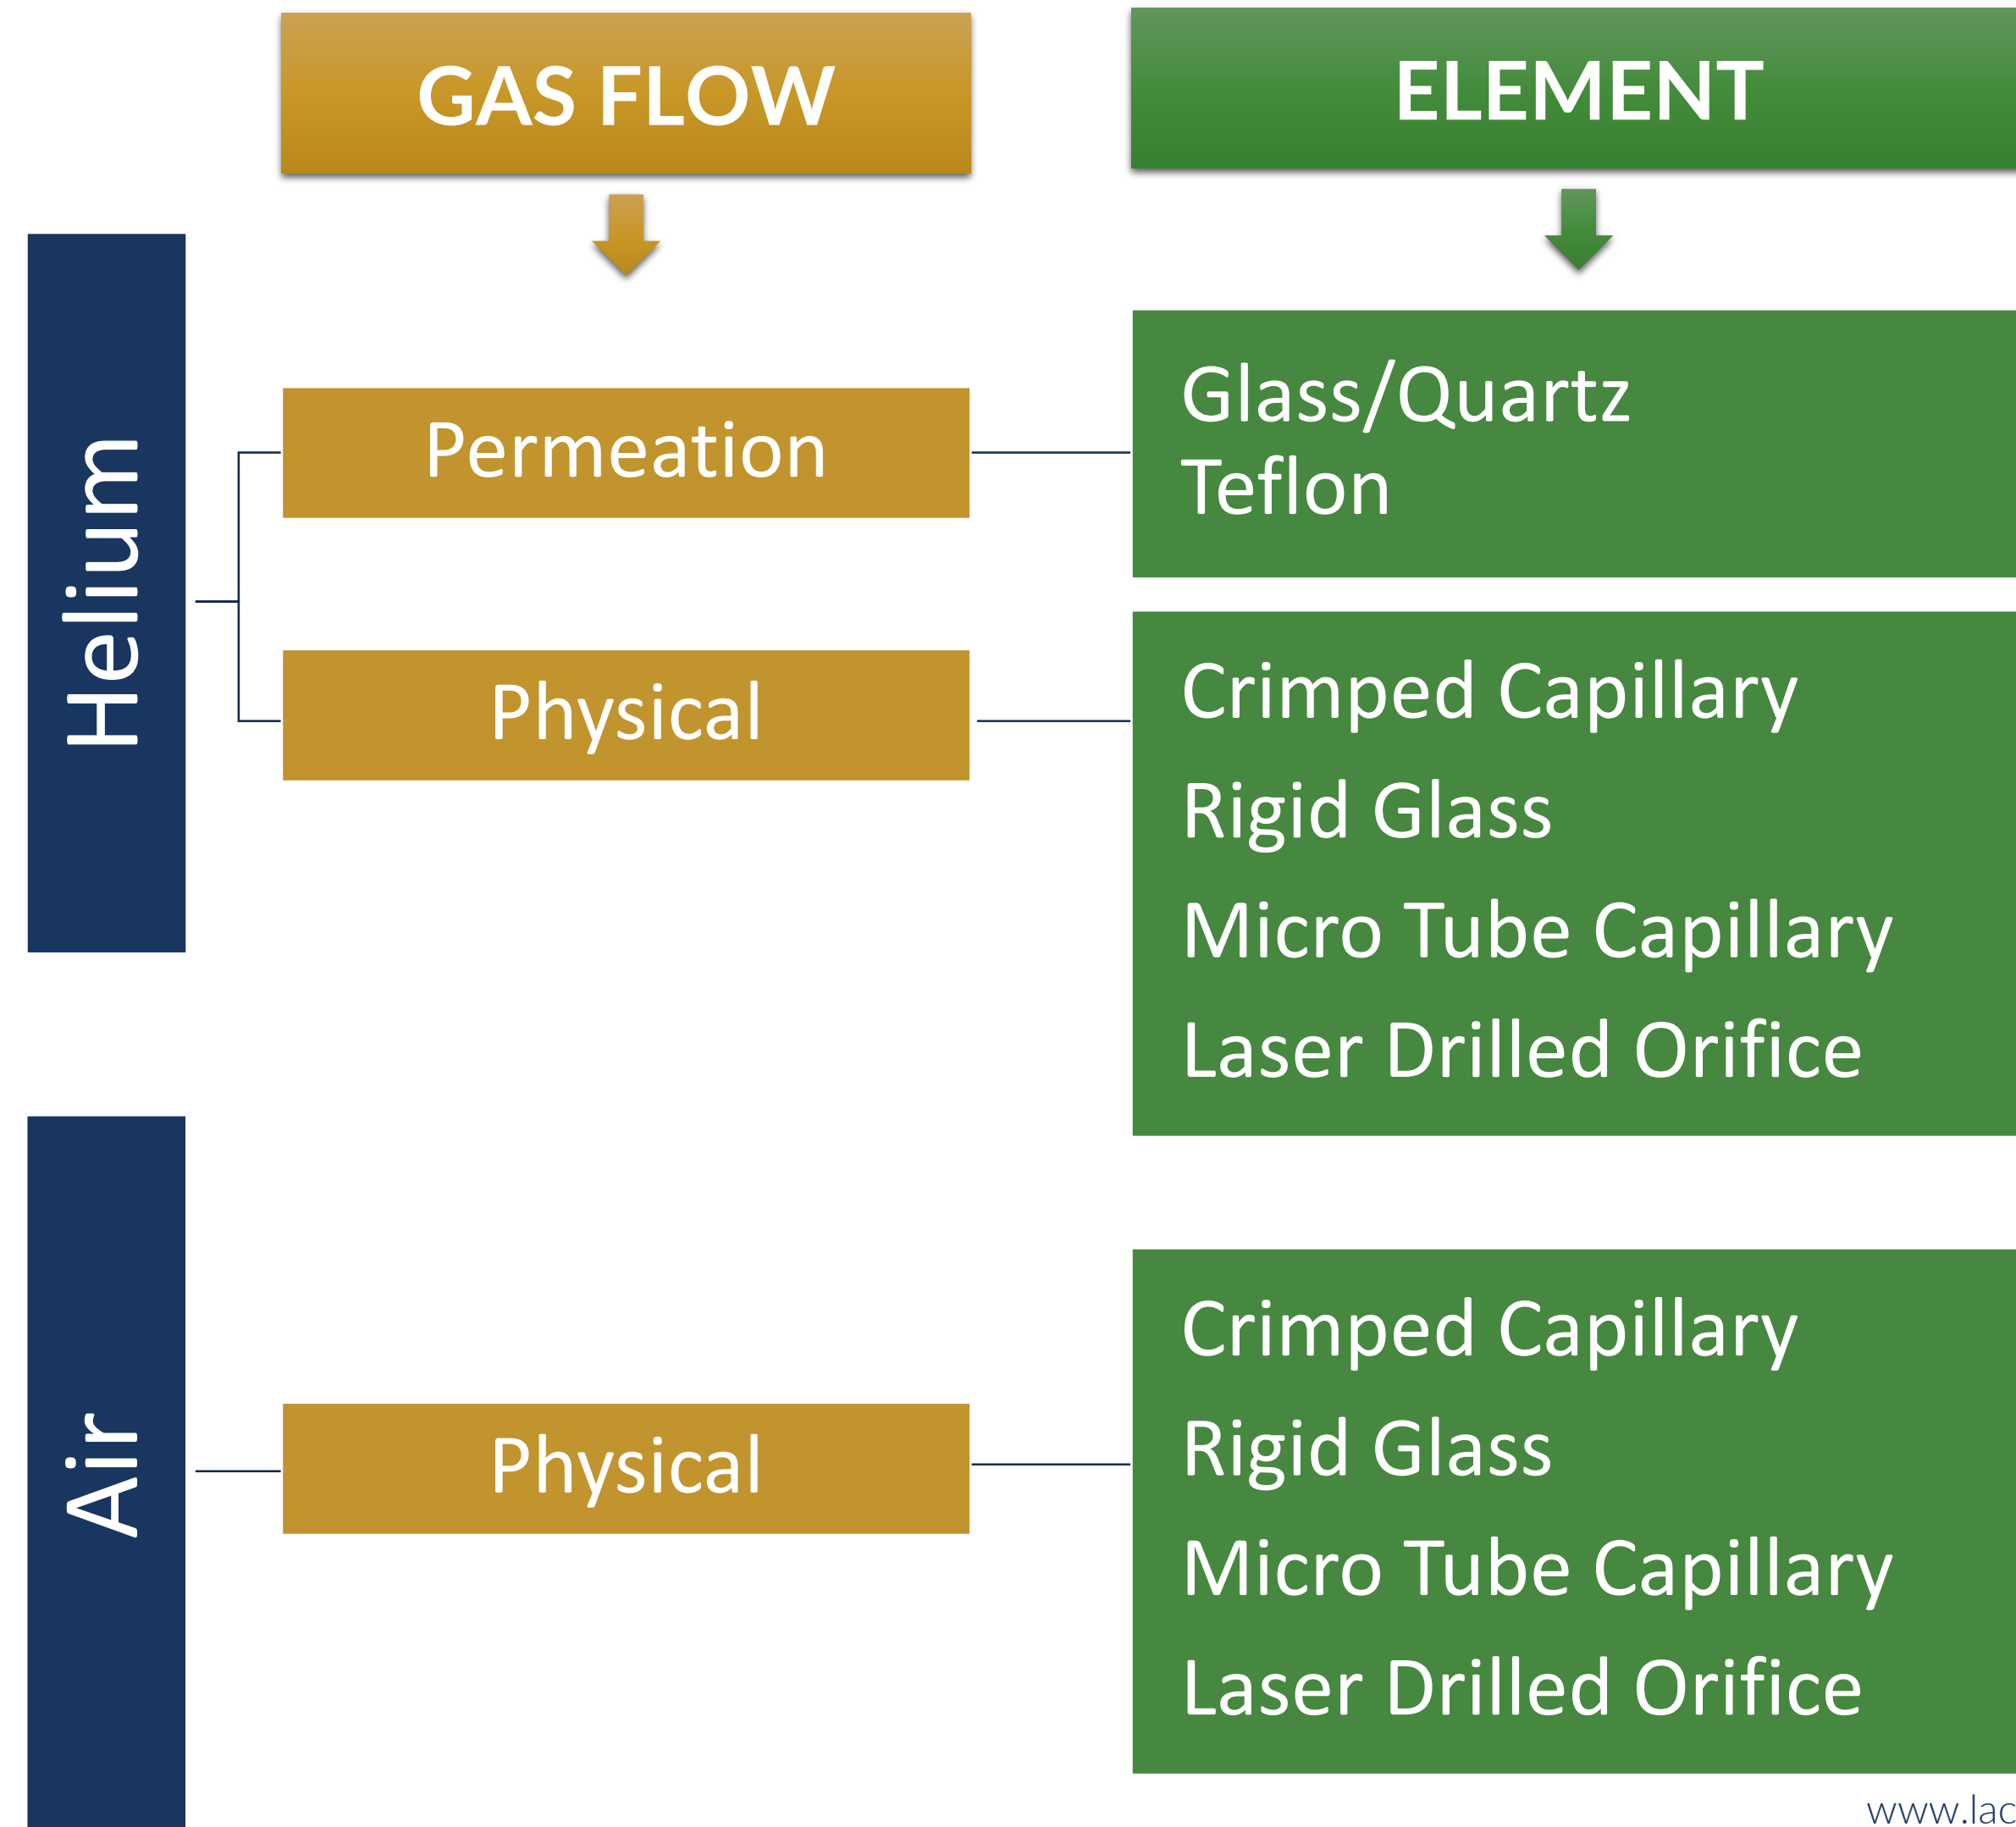 GAS FLOW
ELEMENT
Helium
Permeation
Glass/Quartz
Teflon
Physical
Crimped Capillary
Rigid Glass
Micro Tube Capillary
Laser Drilled Orifice
Air
Physical
Crimped Capillary
Rigid Glass
Micro Tube Capillary
Laser Drilled Orifice
www.lac